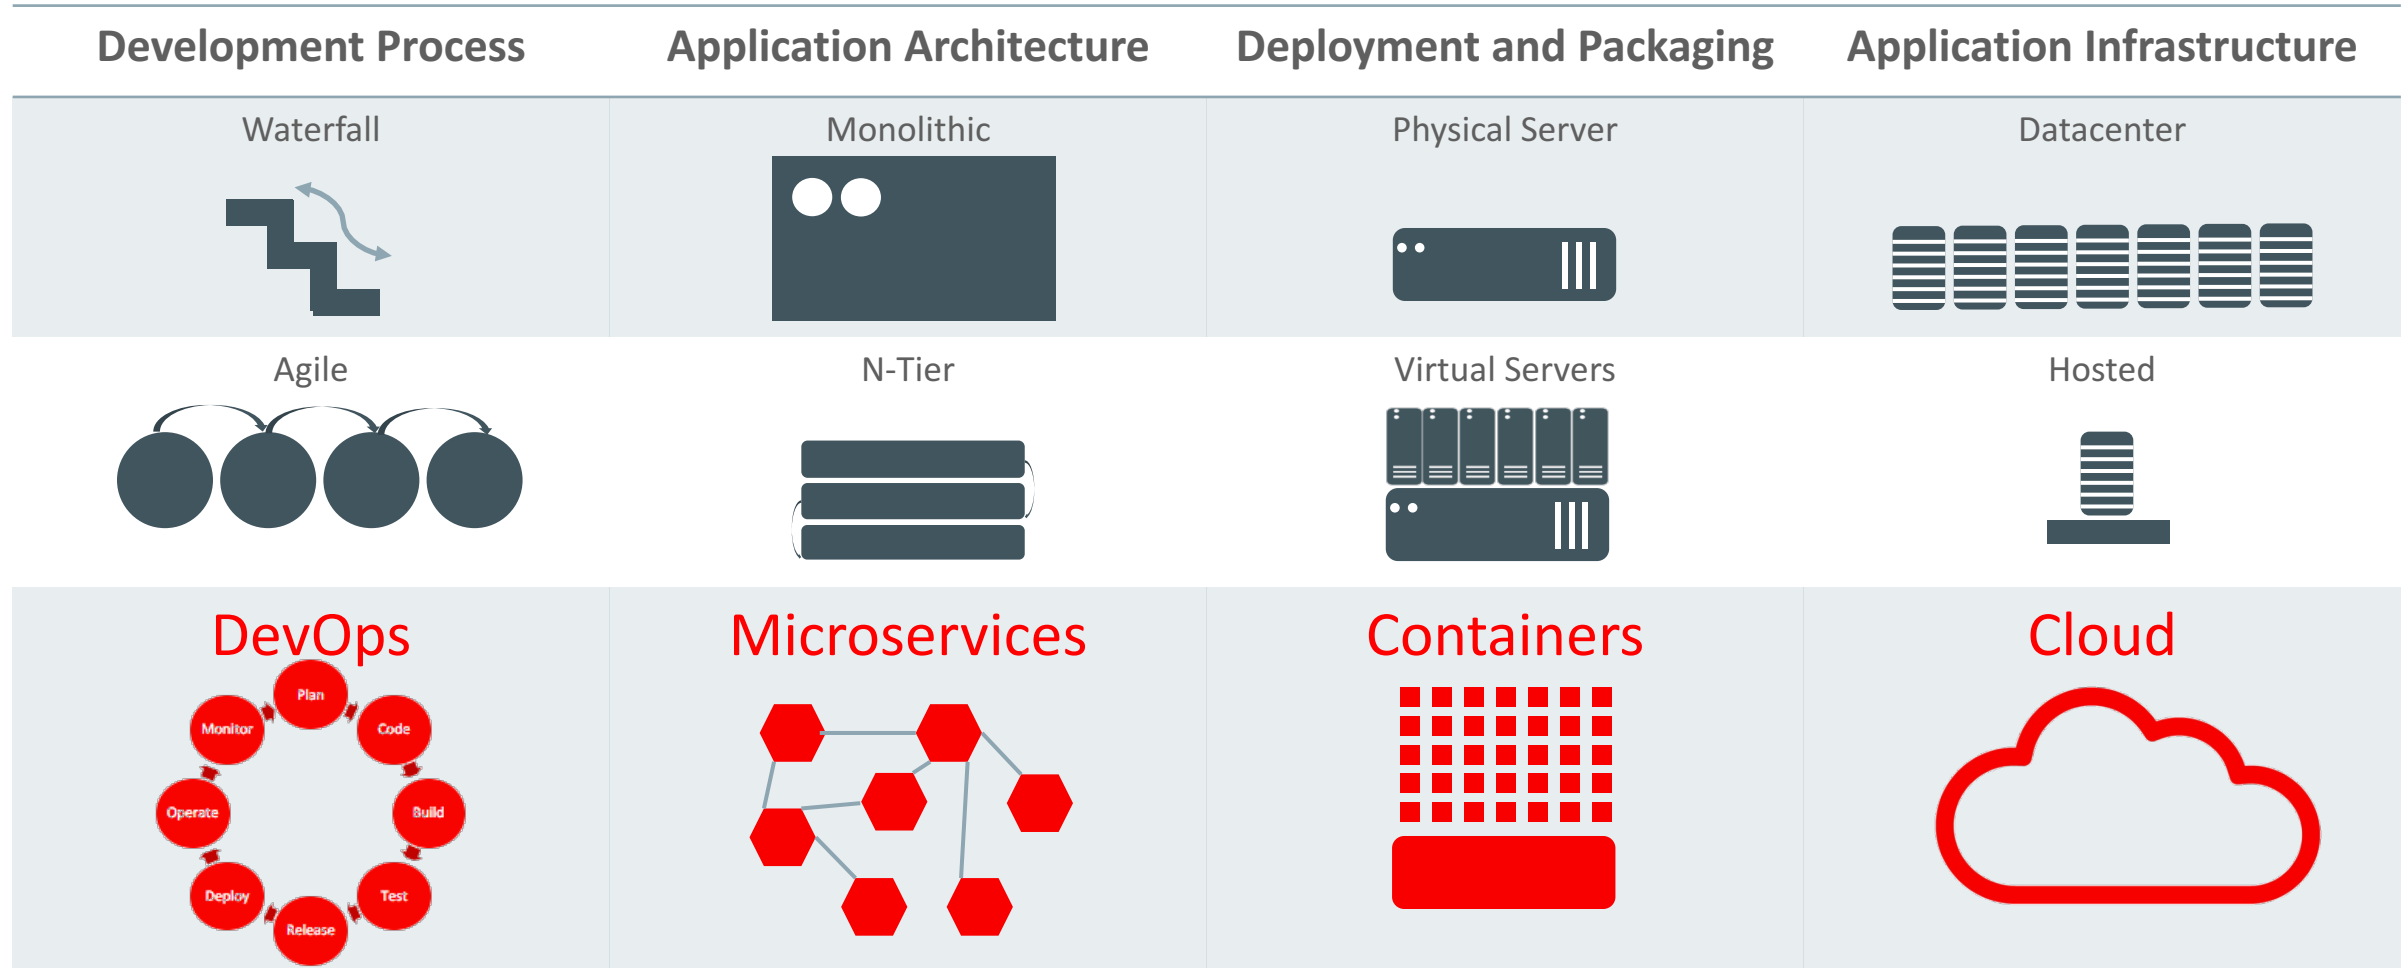 Development Process
Application Architecture
Deployment and Packaging
Application Infrastructure
Waterfall
Monolithic
Physical Server
Datacenter
Agile
N-Tier
Virtual Servers
Hosted
DevOps
Microservices
Containers
Cloud
Plan
Code
Build
Test
Release
Deploy
Operate
Monitor